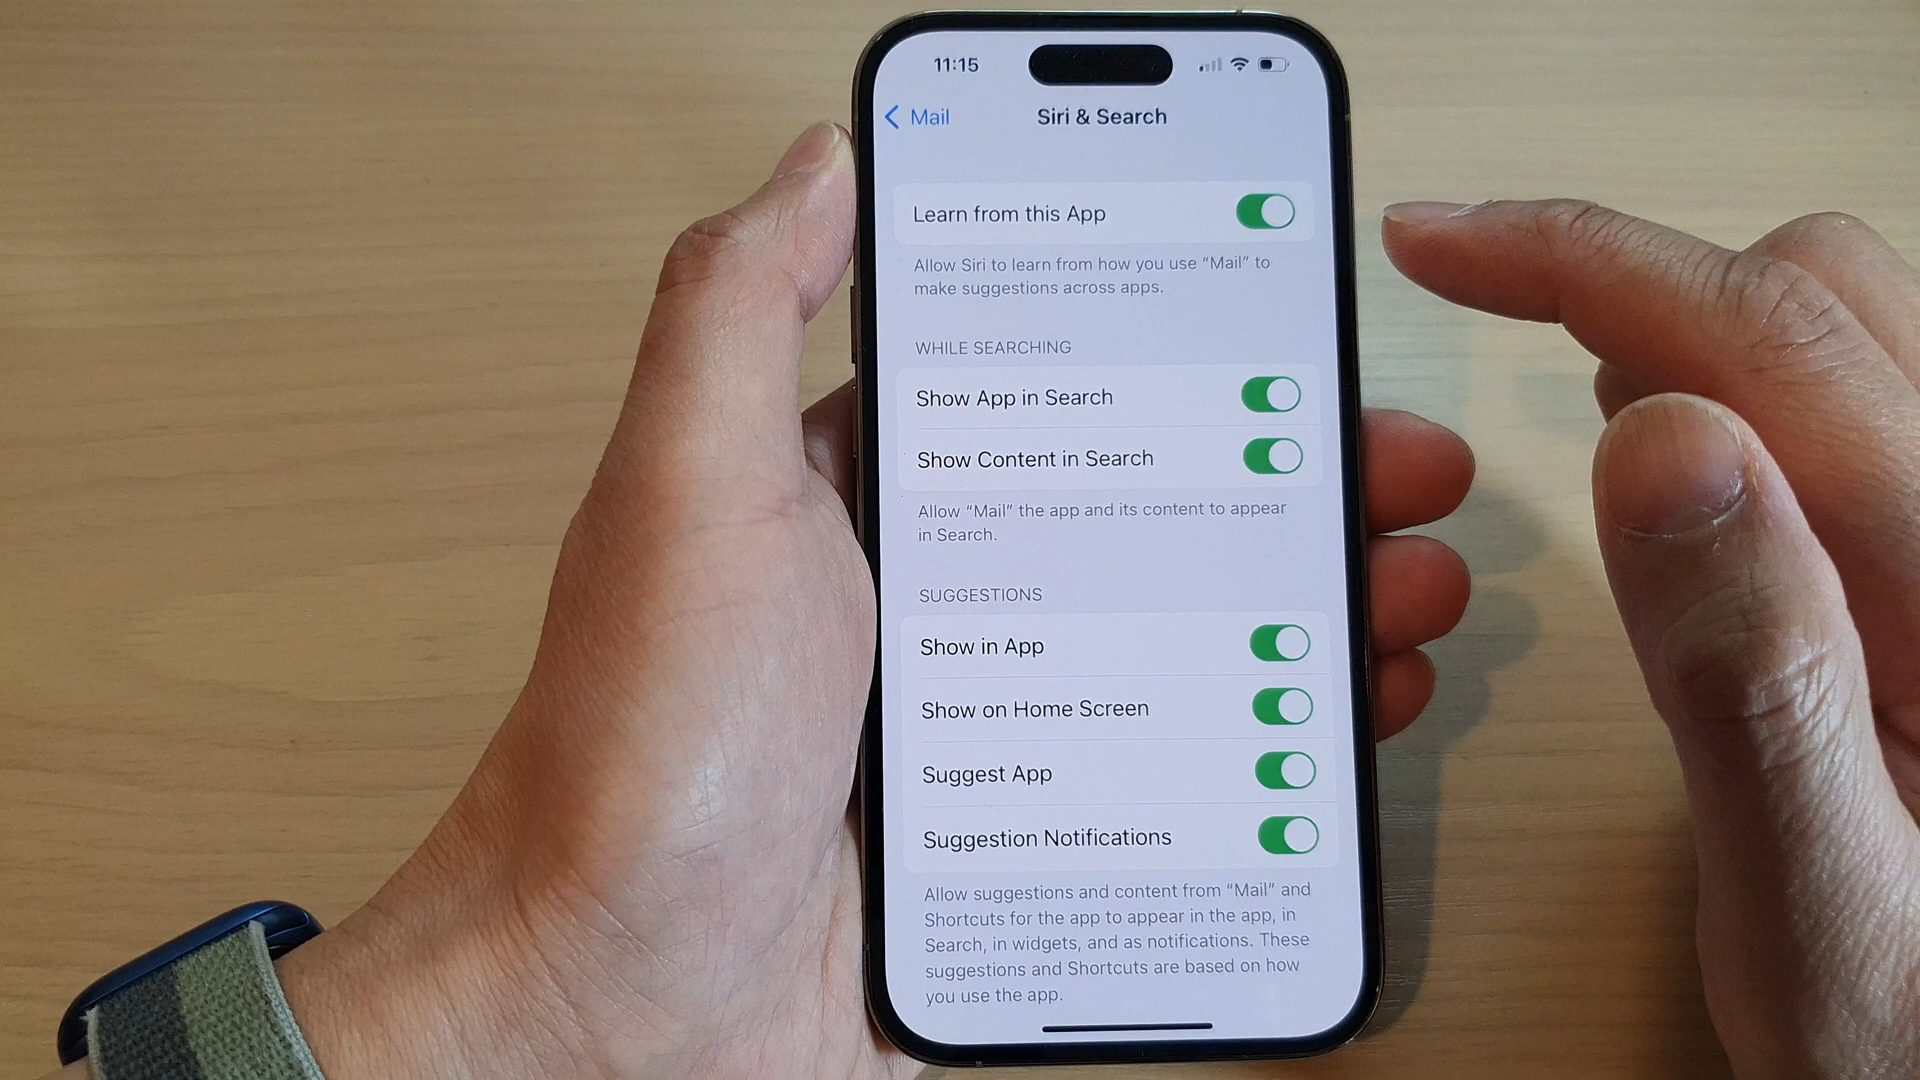 11:15
Mail
Siri & Search
Learn from this App
Allow Siri to learn from how you use “Mail” to
make suggestions across apps.
WHILE SEARCHING
Show App in Search
Show Content in Search
Allow “Mail” the app and its content to appear
in Search.
SUGGESTIONS
Show in App
Show on Home Screen
Suggest App
Suggestion Notifications
Allow suggestions and content from “Mail” and
Shortcuts for the app to appear in the app, in
Search, in widgets, and as notifications. These
suggestions and Shortcuts are based on how
you use the app.